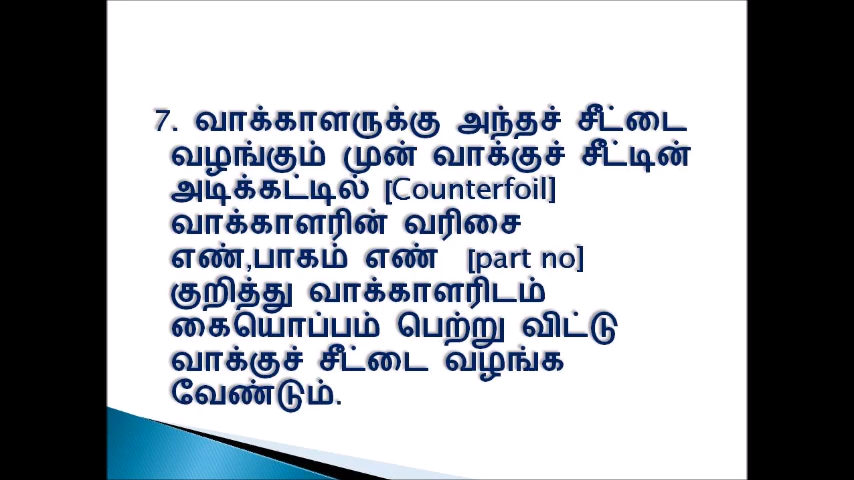 7. வாக்காளருக்கு அந்தச் சீட்டை
வழங்கும் முன் வாக்குச் சீட்டின்
அடிக்கட்டில் [Counterfoil]
வாக்காளரின் வரிசை
எண்,பாகம் எண் [part no]
குறித்து வாக்காளரிடம்
கையொப்பம் பெற்று விட்டு
வாக்குச் சீட்டை வழங்க
வேண்டும்.